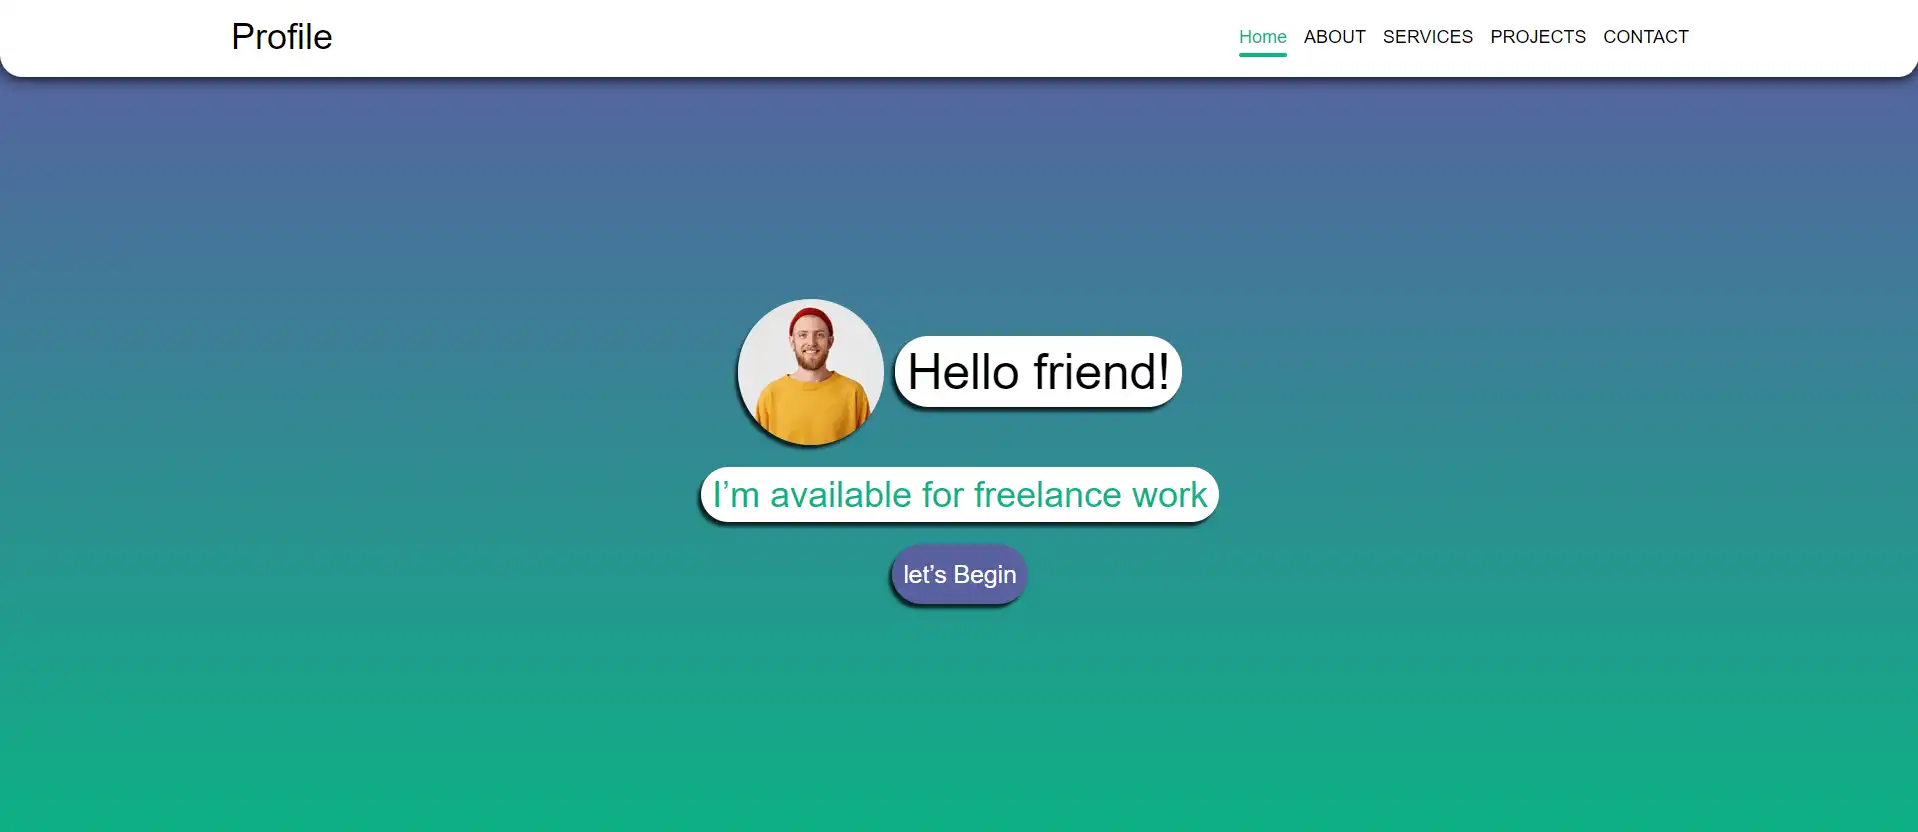 Profile
Home ABOUT SERVICES PROJECTS CONTACT
Hello friend!
I’m available for freelance work
let’s Begin